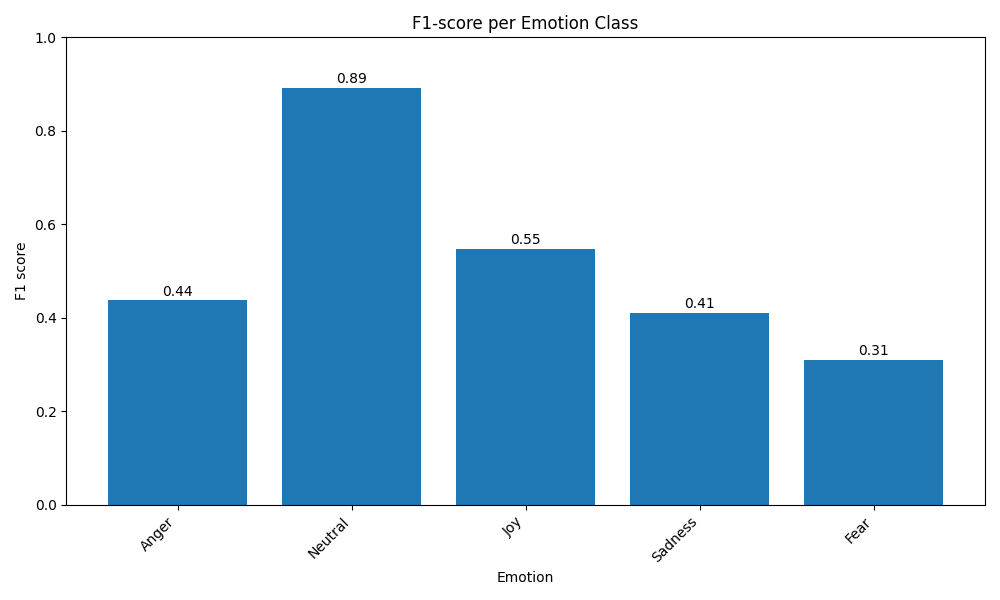 F1-score per Emotion Class
F1 score
1.0
0.8
0.6
0.4
0.2
0.0
0.44
0.89
0.55
0.41
0.31
Anger
Neutral
Joy
Sadness
Fear
Emotion